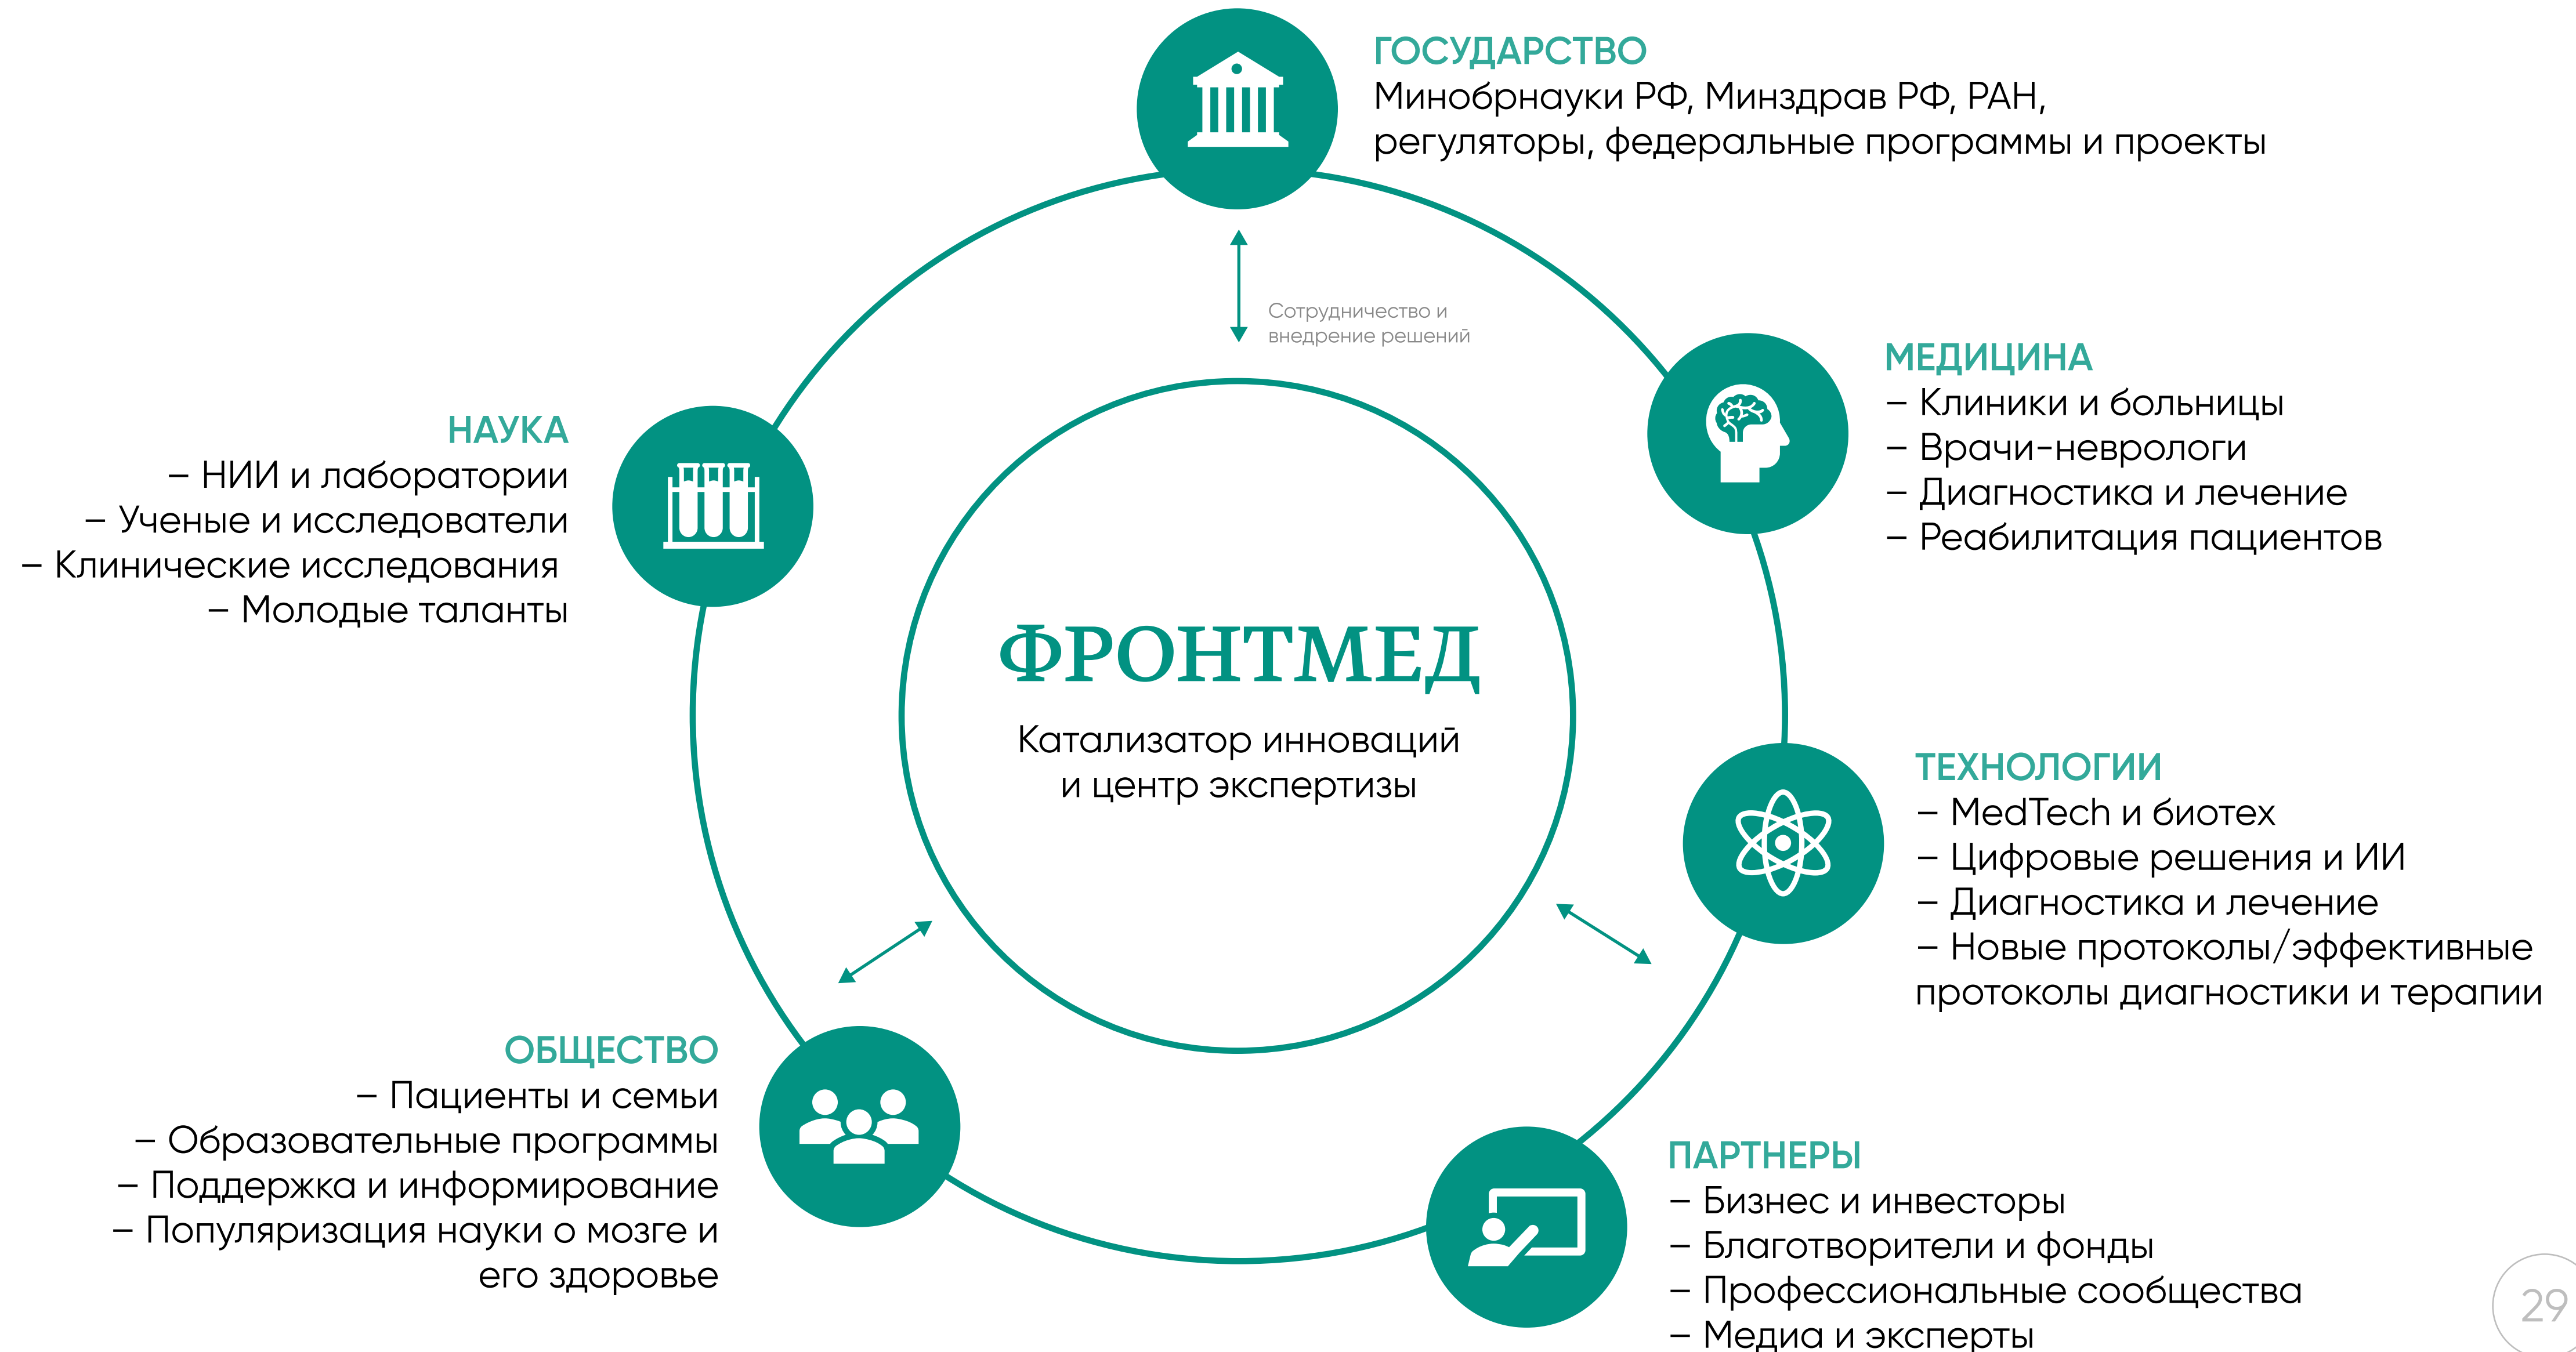 ГОСУДАРСТВО
Минобрнауки РФ, Минздрав РФ, РАН,
регуляторы, федеральные программы и проекты
Сотрудничество и
внедрение решений
МЕДИЦИНА
– Клиники и больницы
– Врачи-неврологи
– Диагностика и лечение
– Реабилитация пациентов
НАУКА
– НИИ и лаборатории
– Ученые и исследователи
– Клинические исследования
– Молодые таланты
ФРОНТМЕД
Катализатор инноваций
и центр экспертизы
ТЕХНОЛОГИИ
– MedTech и биотех
– Цифровые решения и ИИ
– Диагностика и лечение
– Новые протоколы/эффективные
протоколы диагностики и терапии
ОБЩЕСТВО
– Пациенты и семьи
– Образовательные программы
– Поддержка и информирование
– Популяризация науки о мозге и
его здоровье
ПАРТНЕРЫ
– Бизнес и инвесторы
– Благотворители и фонды
– Профессиональные сообщества
– Медиа и эксперты
29